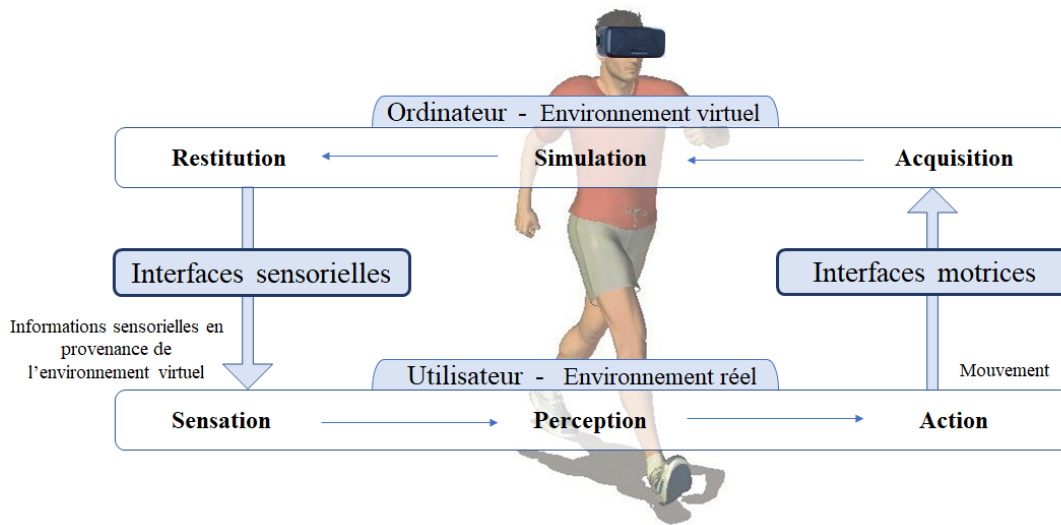 Ordinateur - Environnement virtuel
Restitution
Simulation
Acquisition
Interfaces sensorielles
Interfaces motrices
Informations sensorielles en
provenance de
l’environnement virtuel
Utilisateur - Environnement réel
Mouvement
Sensation
Perception
Action